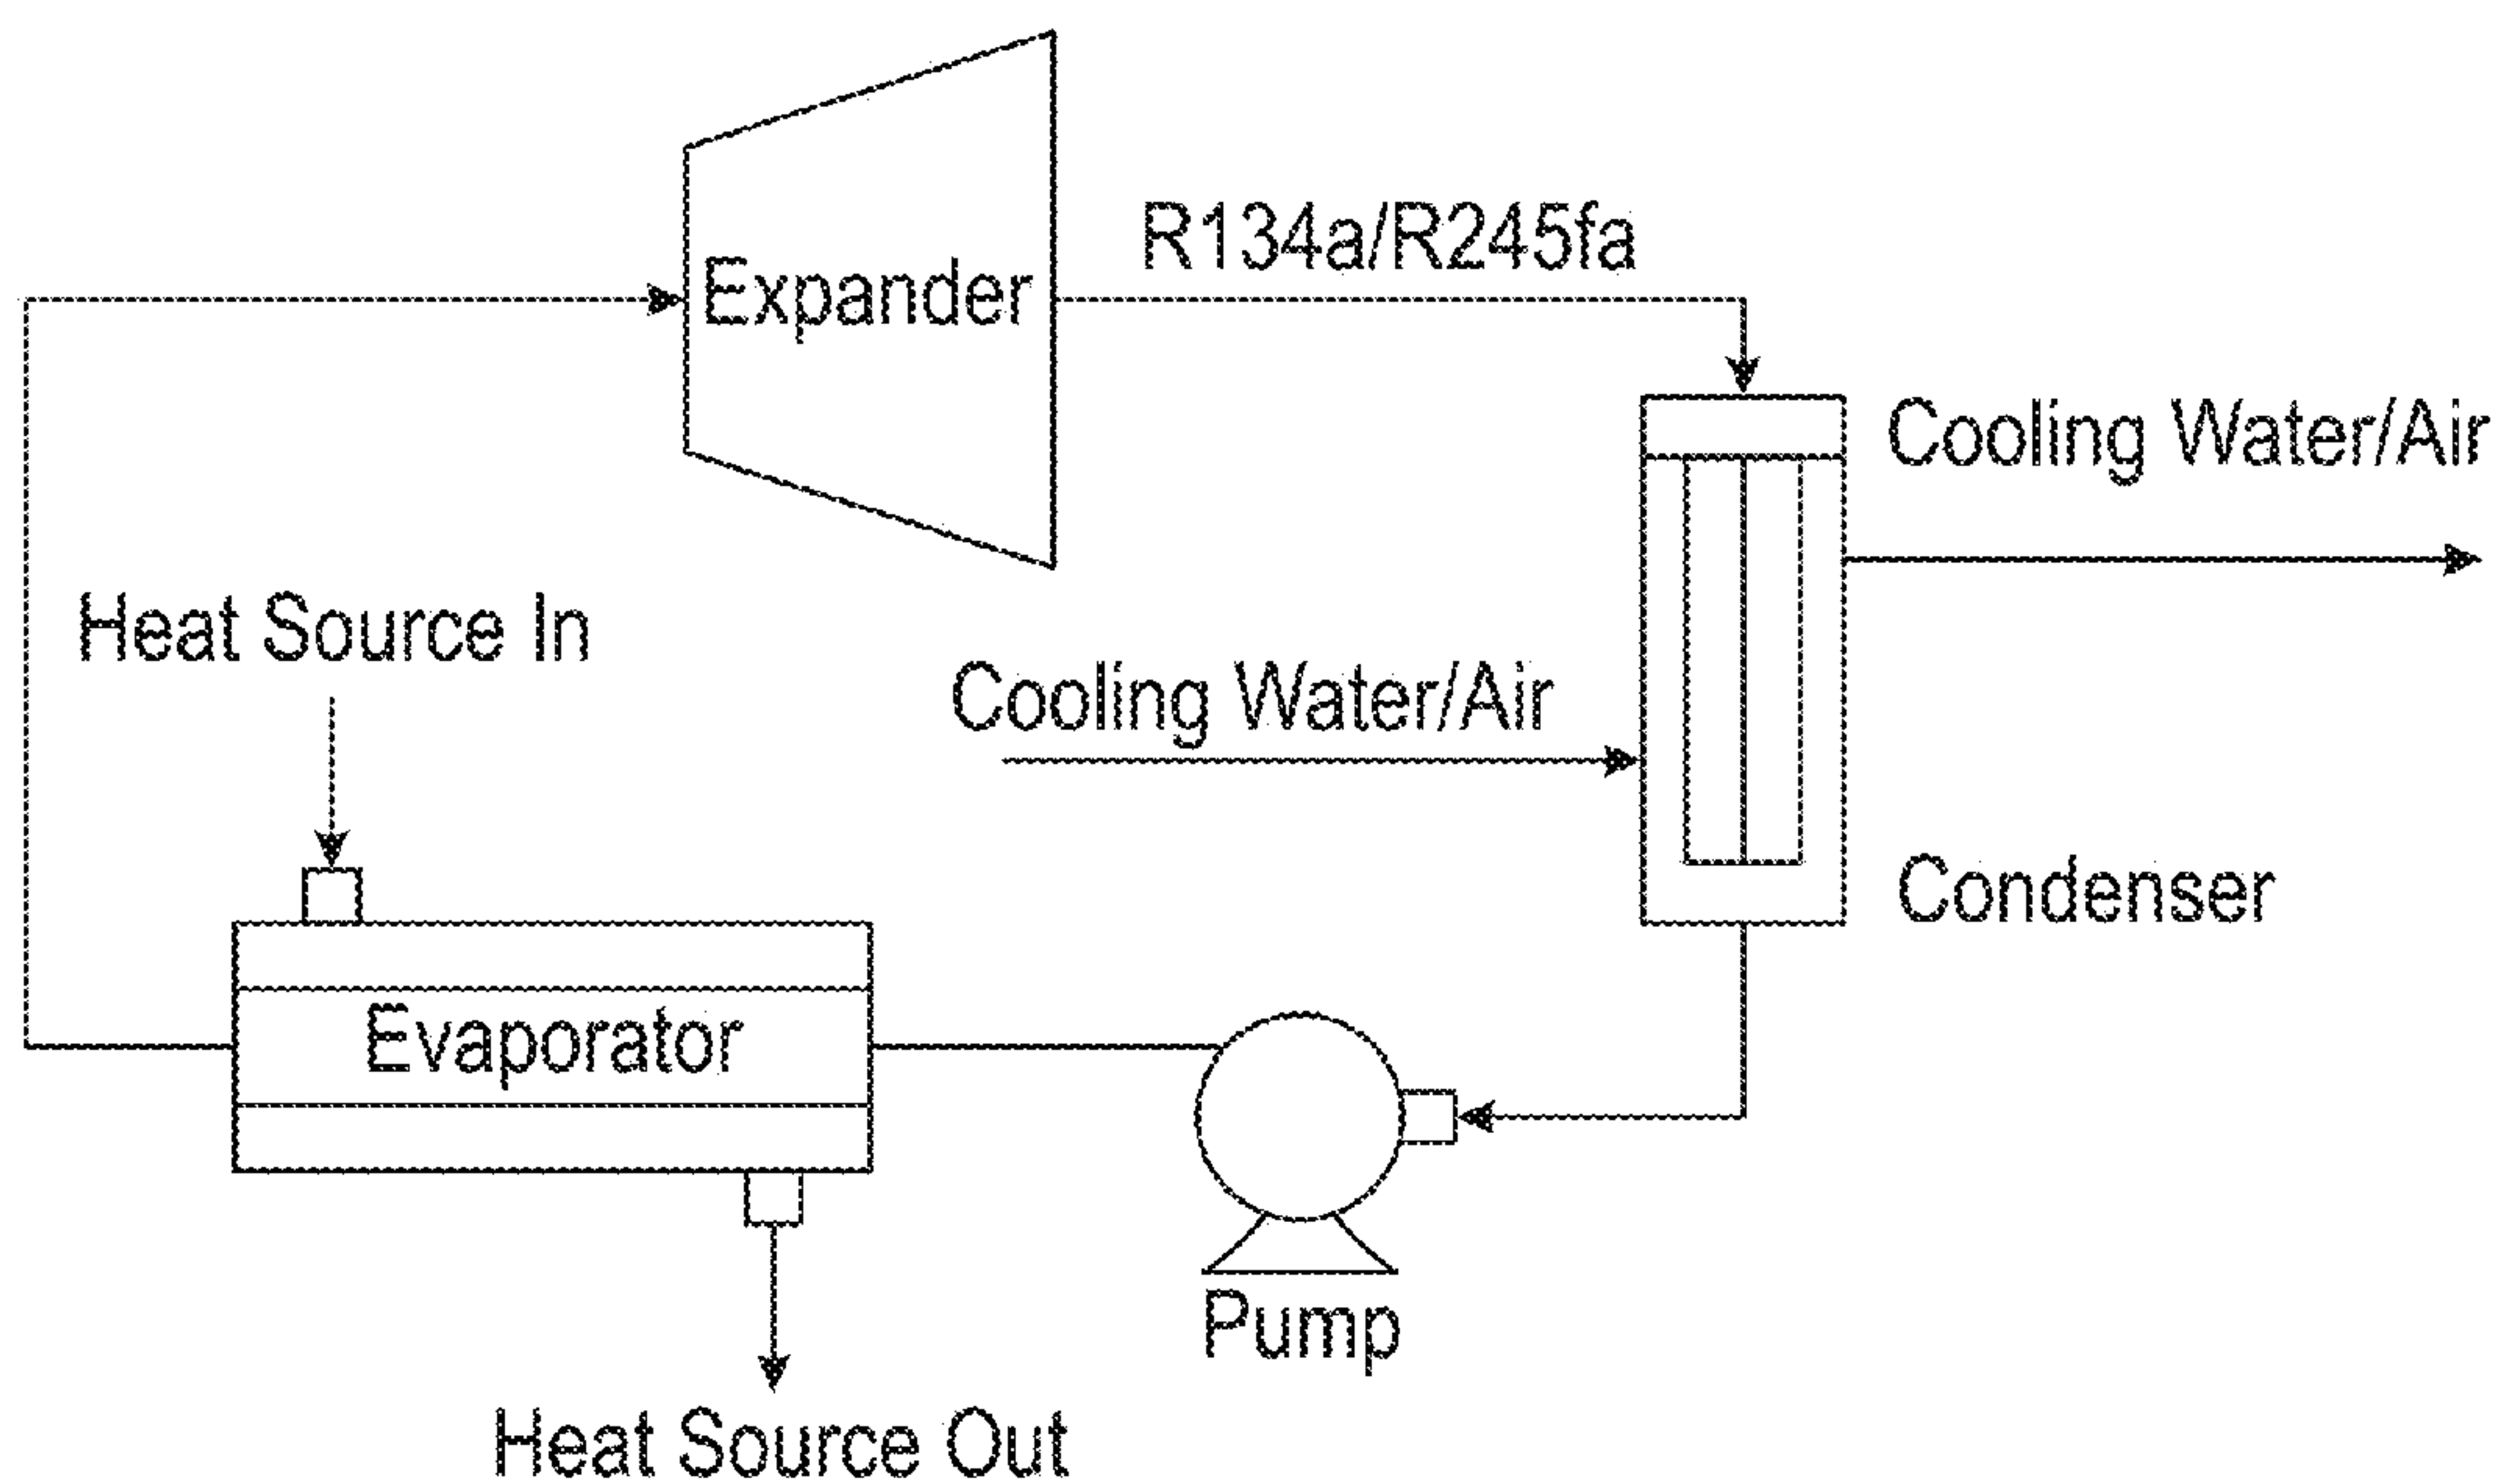 R134a/R245fa
Expander
Cooling Water/Air
Heat Source In
Cooling Water/Air
Condenser
Evaporator
Pump
Heat Source Out